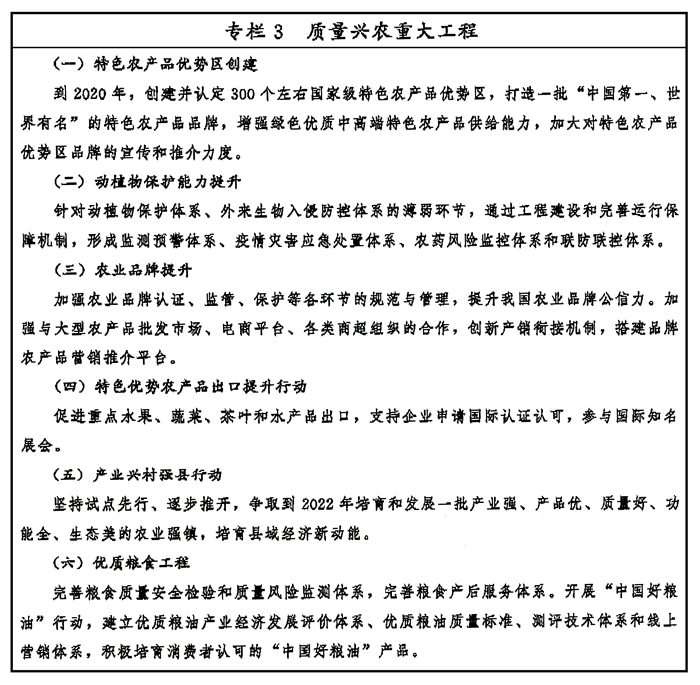 专栏3 质量兴农重大工程
（一）特色农产品优势区创建
到2020年，创建并认定300个左右国家级特色农产品优势区，打造一批“中国第一、世
界有名”的特色农产品品牌，增强绿色优质中高端特色农产品供给能力，加大对特色农产品
优势区品牌的宣传和推介力度。
（二）动植物保护能力提升
针对动植物保护体系、外来生物入侵防控体系的薄弱环节，通过工程建设和完善运行保
障机制，形成监测预警体系、疫情灾害应急处置体系、农药风险监控体系和联防联控体系。
（三）农业品牌提升
加强农业品牌认证、监管、保护等各环节的规范与管理，提升我国农业品牌公信力。加
强与大型农产品批发市场、电商平台、各类商超组织的合作，创新产销衔接机制，搭建品牌
农产品营销推介平台。
（四）特色优势农产品出口提升行动
促进重点水果、蔬菜、茶叶和水产品出口，支持企业申请国际认证认可，参与国际知名
展会。
（五）产业兴村强县行动
坚持试点先行、逐步推开，争取到2022年培育和发展一批产业强、产品优、质量好、功
能全、生态美的农业强镇，培育县域经济新动能。
（六）优质粮食工程
完善粮食质量安全检验和质量风险监测体系，完善粮食产后服务体系。开展“中国好粮
油”行动，建立优质粮油产业经济发展评价体系、优质粮油质量标准、测评技术体系和线上
营销体系，积极培育消费者认可的“中国好粮油”产品。